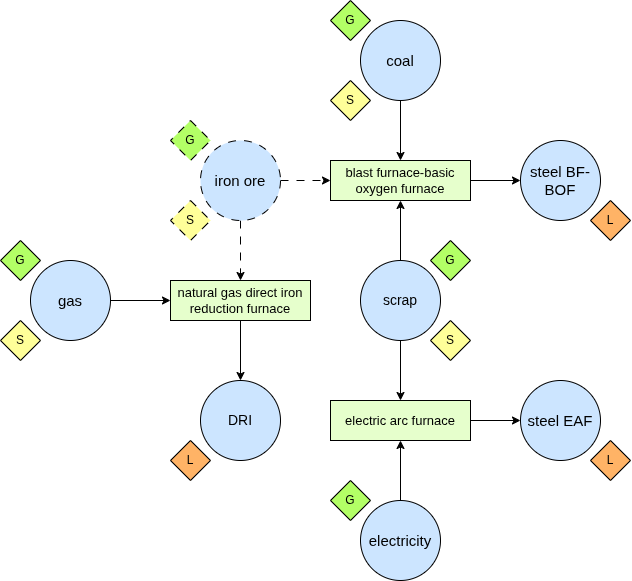 G
coal
S
G
iron ore
S
blast furnace-basic
oxygen furnace
steel BF-
BOF
L
G
gas
S
natural gas direct iron
reduction furnace
G
scrap
S
DRI
L
electric arc furnace
steel EAF
L
G
electricity